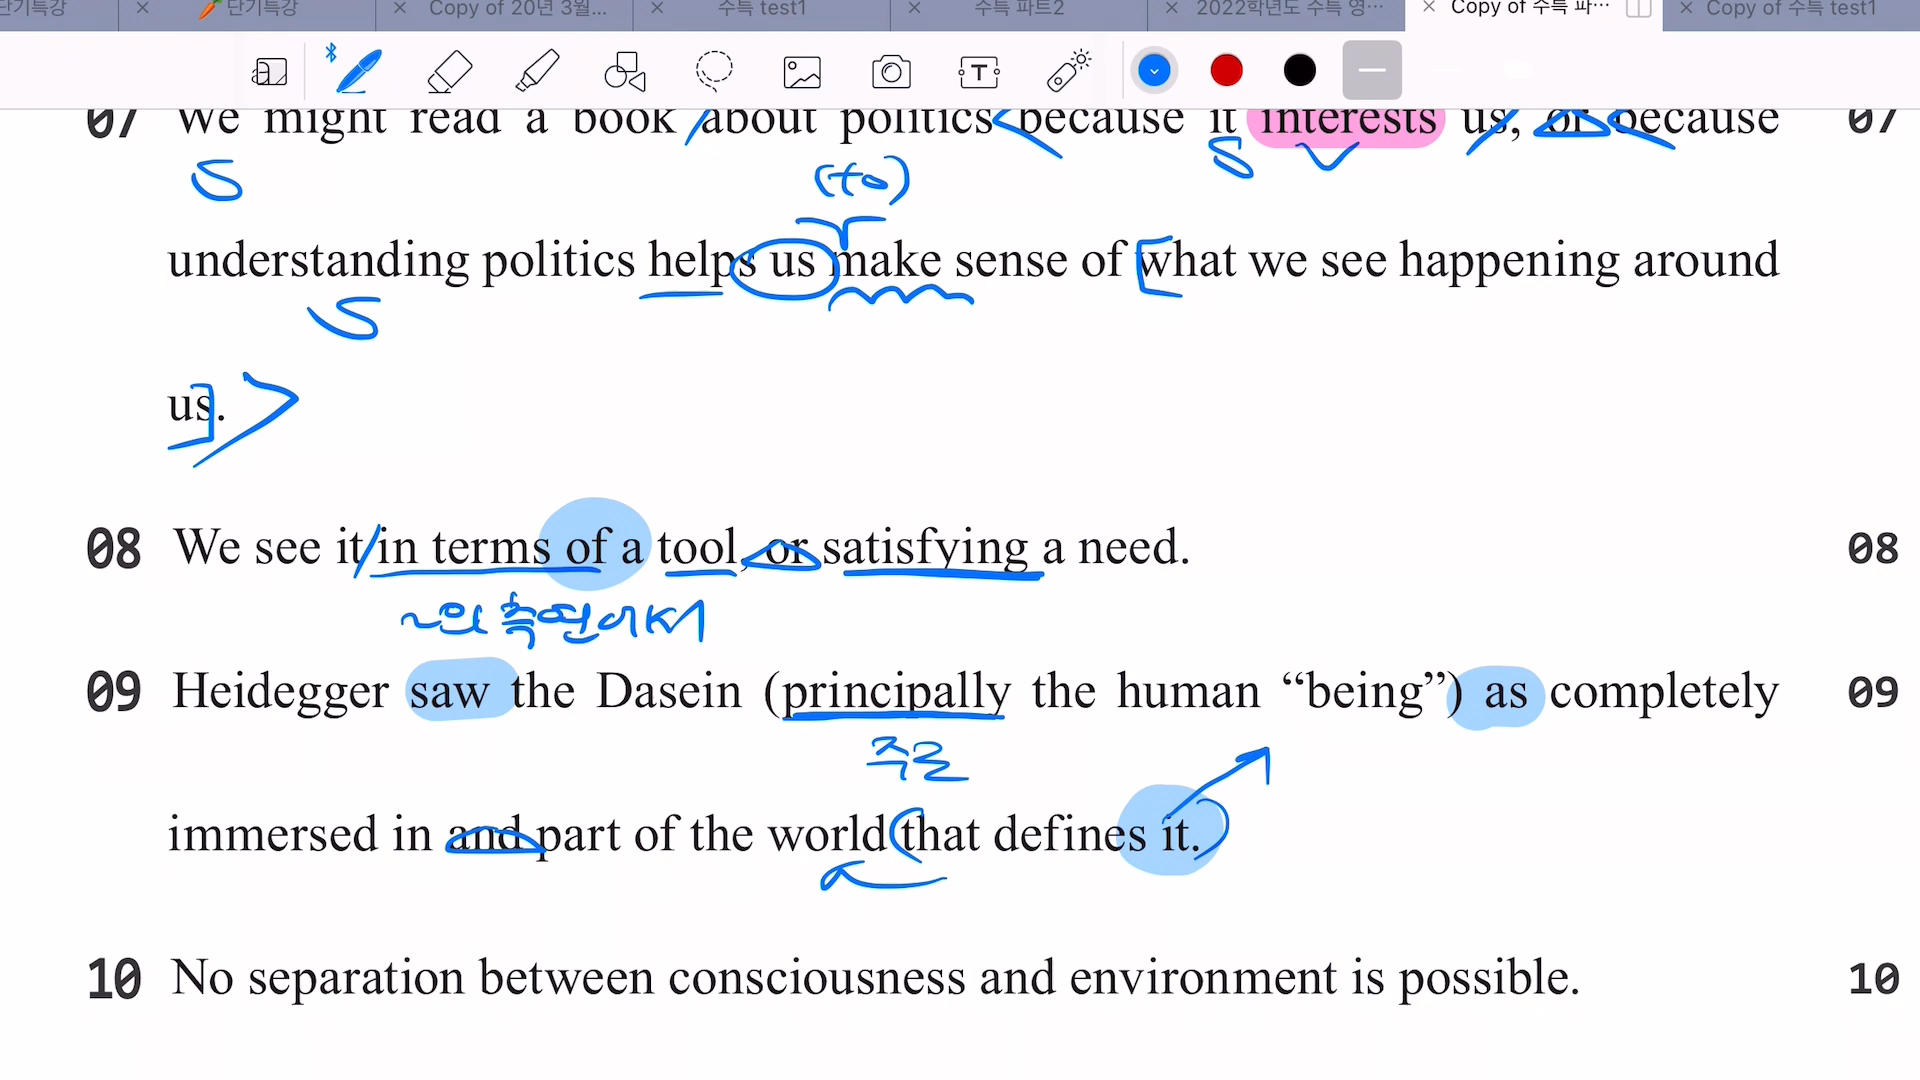 단기특강 × 🥕단기특강 × Copy of 20년 3월... × 수특 test1 × 수특 파트2 × 2022학년도 수특 영... × Copy of 수특 파... × Copy of 수특 test1
07 We might read a book about politics because it interests us, or because 07
S S
(to)
understanding politics helps us make sense of what we see happening around
S
us.
08 We see it in terms of a tool, or satisfying a need. 08
~의 측면에서
09 Heidegger saw the Dasein (principally the human “being”) as completely 09
주로
immersed in and part of the world that defines it.
10 No separation between consciousness and environment is possible. 10